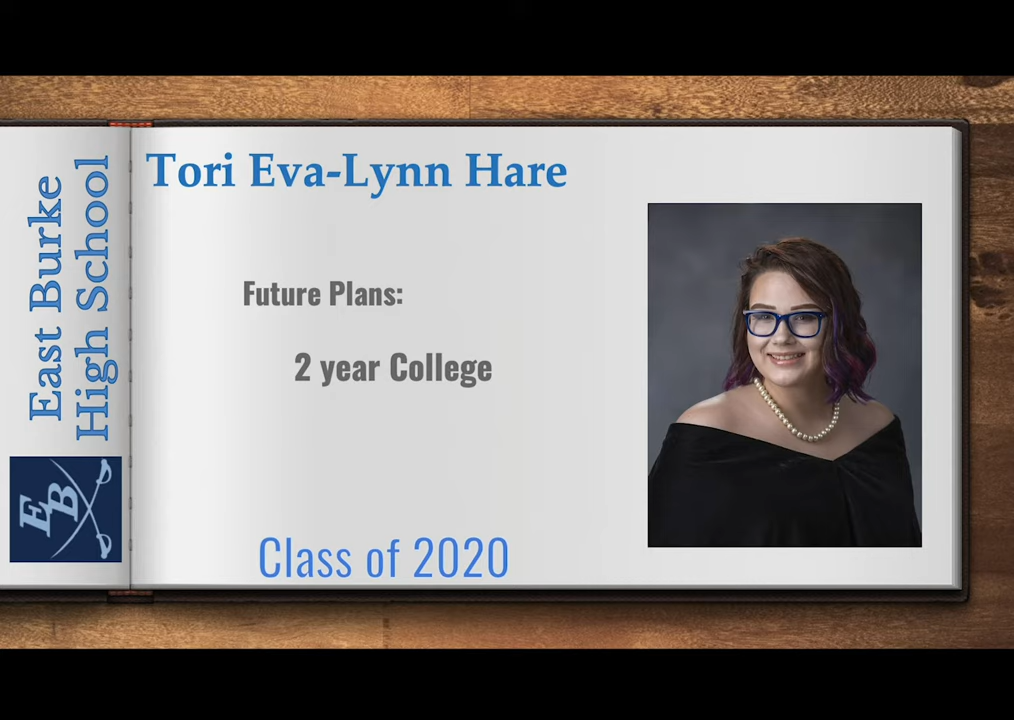 East Burke
High School
EB
Tori Eva-Lynn Hare
Future Plans:
2 year College
Class of 2020